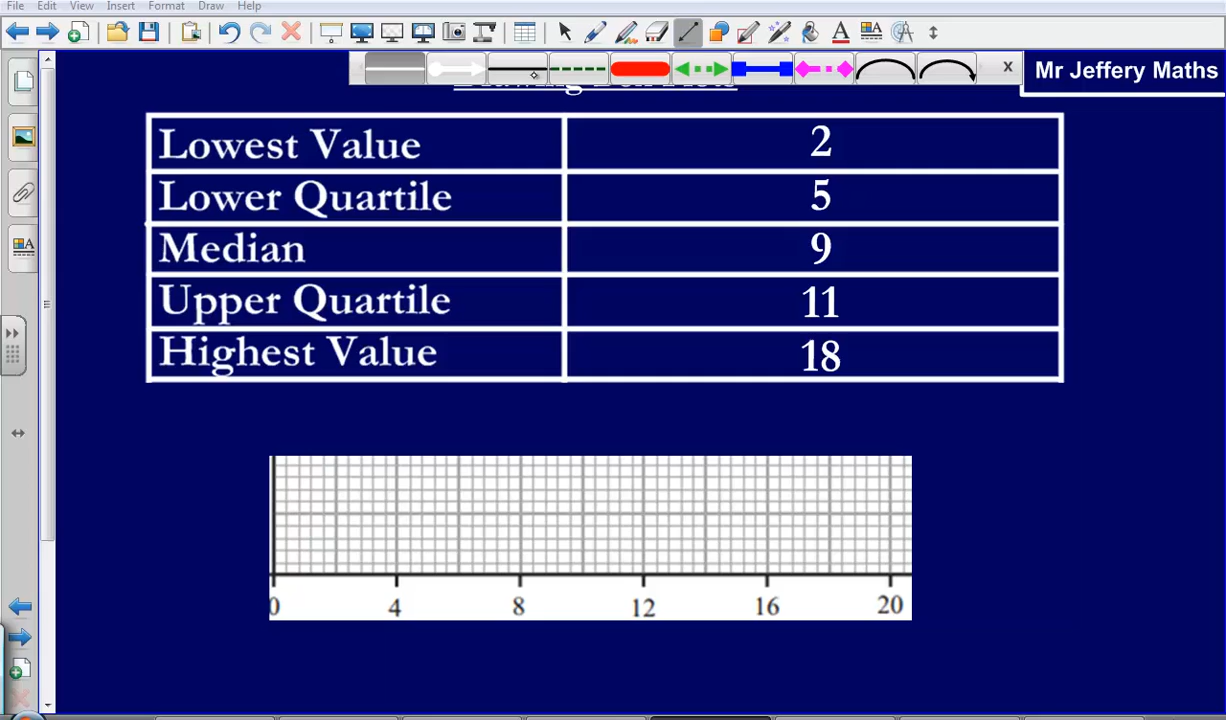 File Edit View Insert Format Draw Help
x
Mr Jeffery Maths
Lowest Value 2
Lower Quartile 5
Median 9
Upper Quartile 11
Highest Value 18
0 4 8 12 16 20